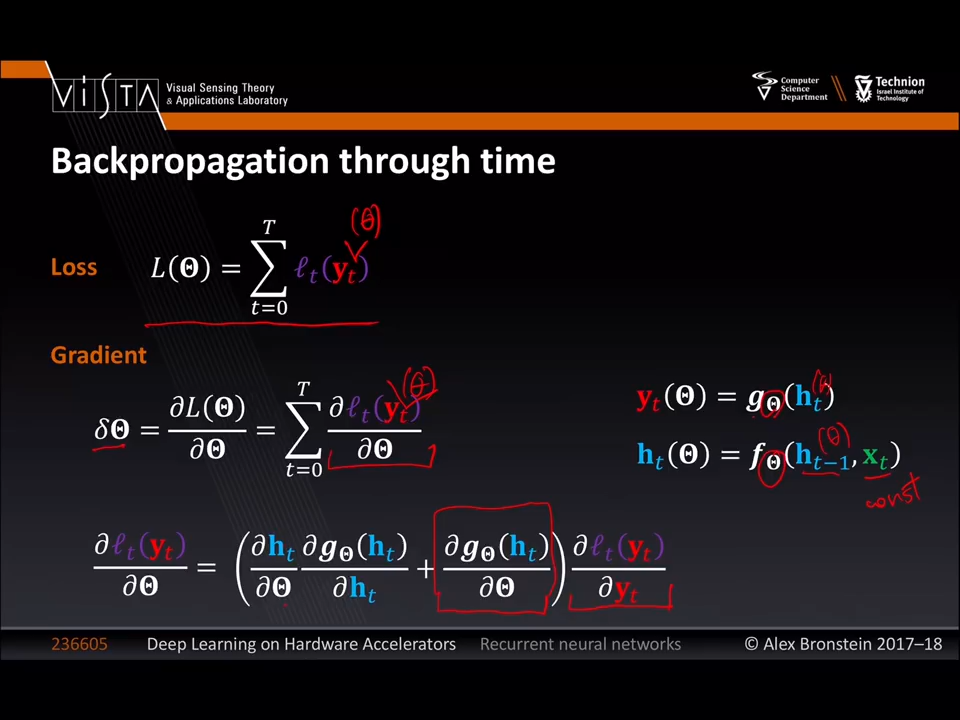 ViSTA Visual Sensing Theory & Applications Laboratory
Computer Science Department
Technion Israel Institute of Technology
Backpropagation through time
(θ)
Loss L(Θ) = ∑_{t=0}^{T} ℓ_t(y_t)
Gradient
(θ)
δΘ = ∂L(Θ)/∂Θ = ∑_{t=0}^{T} ∂ℓ_t(y_t)/∂Θ
y_t(Θ) = g_Θ(h_t)
(θ)
h_t(Θ) = f_Θ(h_{t−1}, x_t)
const
∂ℓ_t(y_t)/∂Θ = (∂h_t/∂Θ ∂g_Θ(h_t)/∂h_t + ∂g_Θ(h_t)/∂Θ) ∂ℓ_t(y_t)/∂y_t
236605 Deep Learning on Hardware Accelerators Recurrent neural networks © Alex Bronstein 2017–18